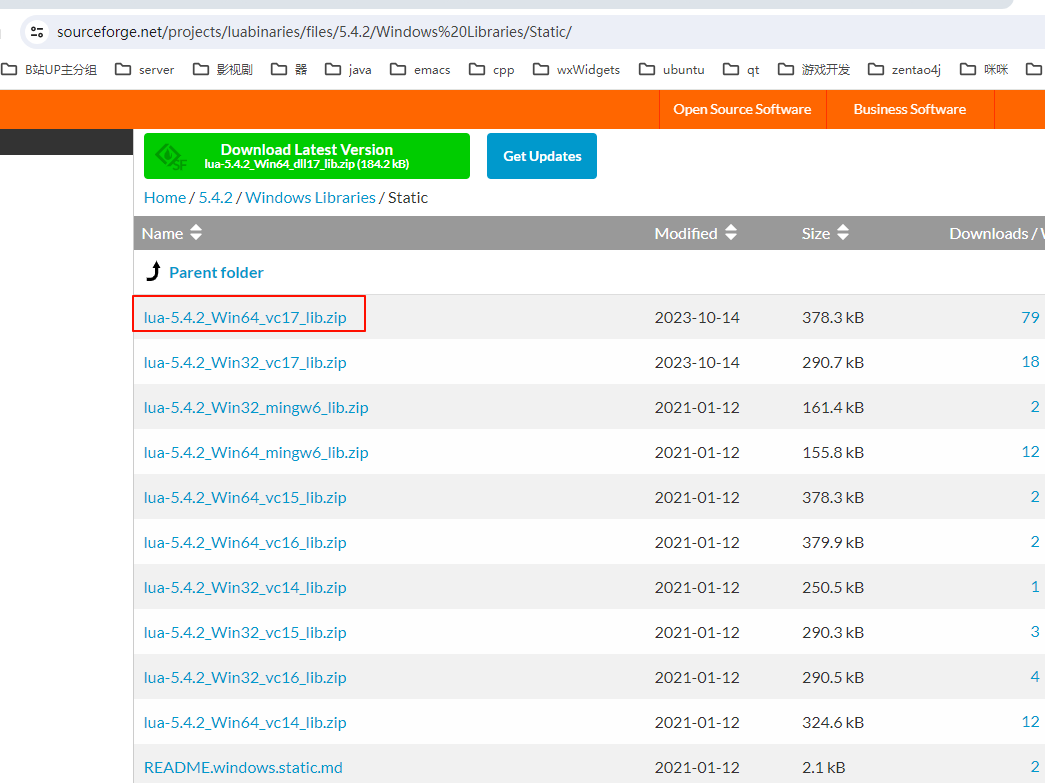 sourceforge.net/projects/luabinaries/files/5.4.2/Windows%20Libraries/Static/
B站UP主分组 server 影视剧 器 java emacs cpp wxWidgets ubuntu qt 游戏开发 zentao4j 咪咪
Open Source Software Business Software
Download Latest Version
lua-5.4.2_Win64_dll17_lib.zip (184.2 kB)
Get Updates
Home / 5.4.2 / Windows Libraries / Static
Name Modified Size Downloads /
Parent folder
lua-5.4.2_Win64_vc17_lib.zip 2023-10-14 378.3 kB 79
lua-5.4.2_Win32_vc17_lib.zip 2023-10-14 290.7 kB 18
lua-5.4.2_Win32_mingw6_lib.zip 2021-01-12 161.4 kB 2
lua-5.4.2_Win64_mingw6_lib.zip 2021-01-12 155.8 kB 12
lua-5.4.2_Win64_vc15_lib.zip 2021-01-12 378.3 kB 2
lua-5.4.2_Win64_vc16_lib.zip 2021-01-12 379.9 kB 2
lua-5.4.2_Win32_vc14_lib.zip 2021-01-12 250.5 kB 1
lua-5.4.2_Win32_vc15_lib.zip 2021-01-12 290.3 kB 3
lua-5.4.2_Win32_vc16_lib.zip 2021-01-12 290.5 kB 4
lua-5.4.2_Win64_vc14_lib.zip 2021-01-12 324.6 kB 12
README.windows.static.md 2021-01-12 2.1 kB 2